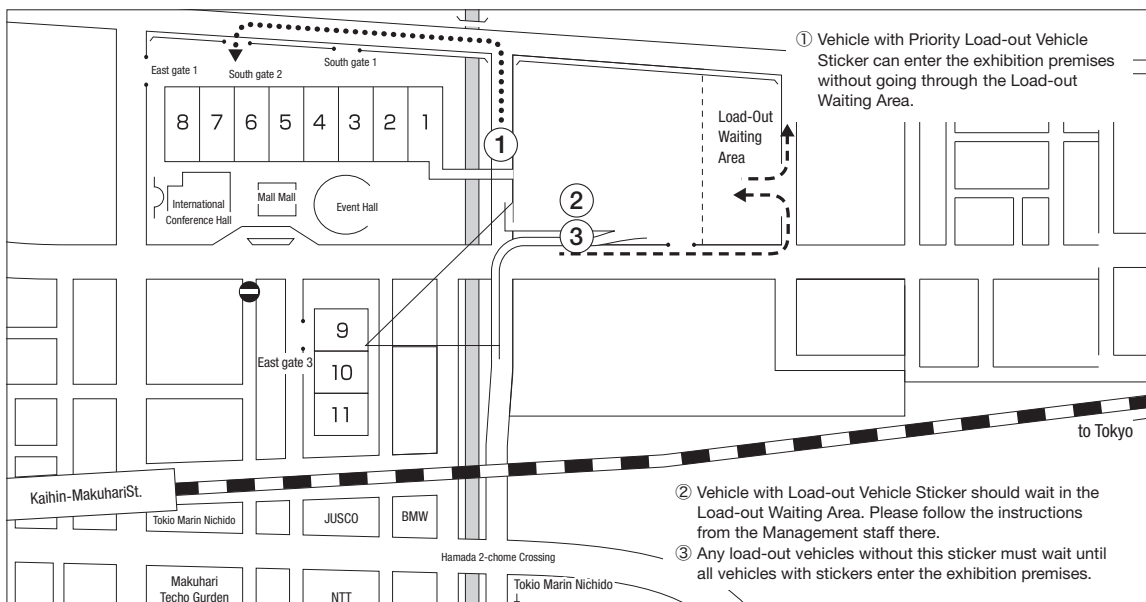 ① Vehicle with Priority Load-out Vehicle
Sticker can enter the exhibition premises
without going through the Load-out
Waiting Area.
East gate 1
South gate 2
South gate 1
8
7
6
5
4
3
2
1
①
Load-Out
Waiting
Area
International
Conference Hall
Mall Mall
Event Hall
②
③
East gate 3
9
10
11
to Tokyo
Kaihin-MakuhariSt.
② Vehicle with Load-out Vehicle Sticker should wait in the
Load-out Waiting Area. Please follow the instructions
from the Management staff there.
③ Any load-out vehicles without this sticker must wait until
all vehicles with stickers enter the exhibition premises.
Tokio Marin Nichido
JUSCO
BMW
Hamada 2-chome Crossing
Makuhari
Techo Gurden
NTT
Tokio Marin Nichido